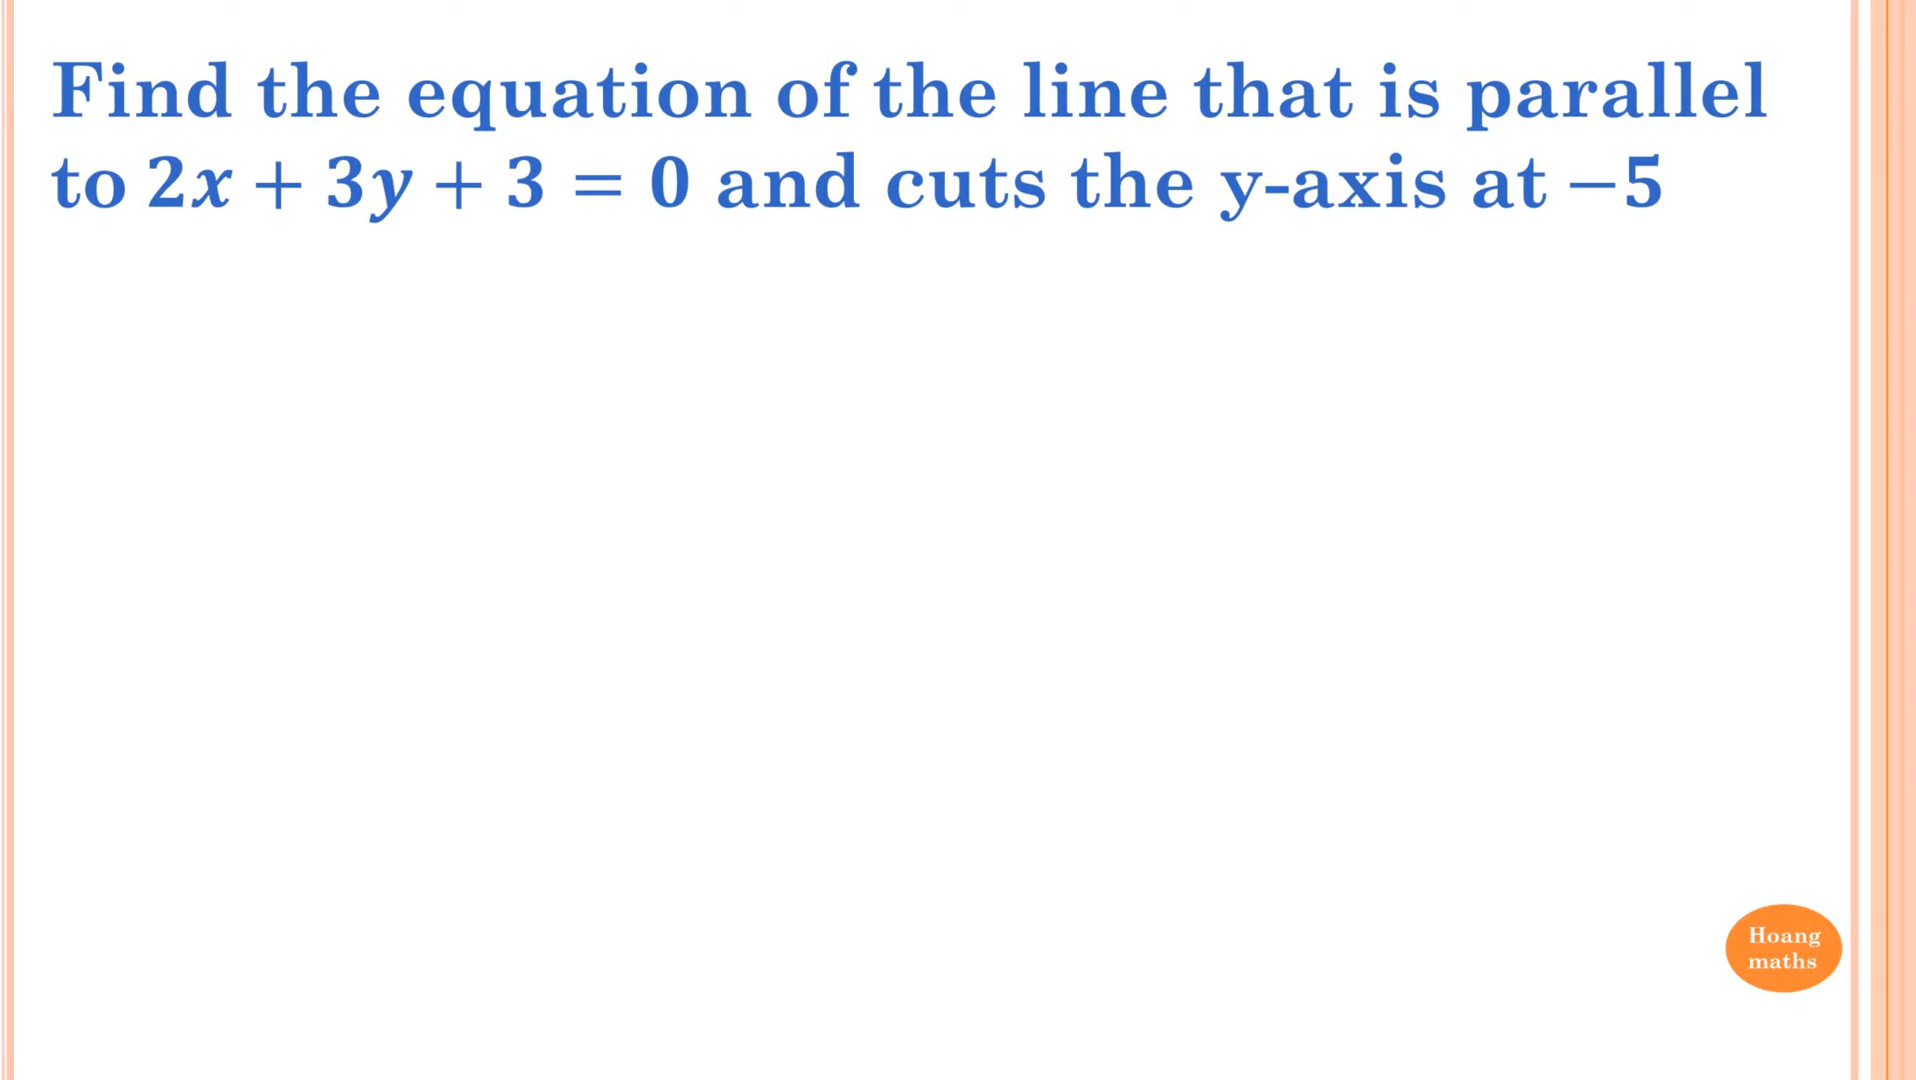 Find the equation of the line that is parallel
to 2x + 3y + 3 = 0 and cuts the y-axis at −5
Hoang
maths